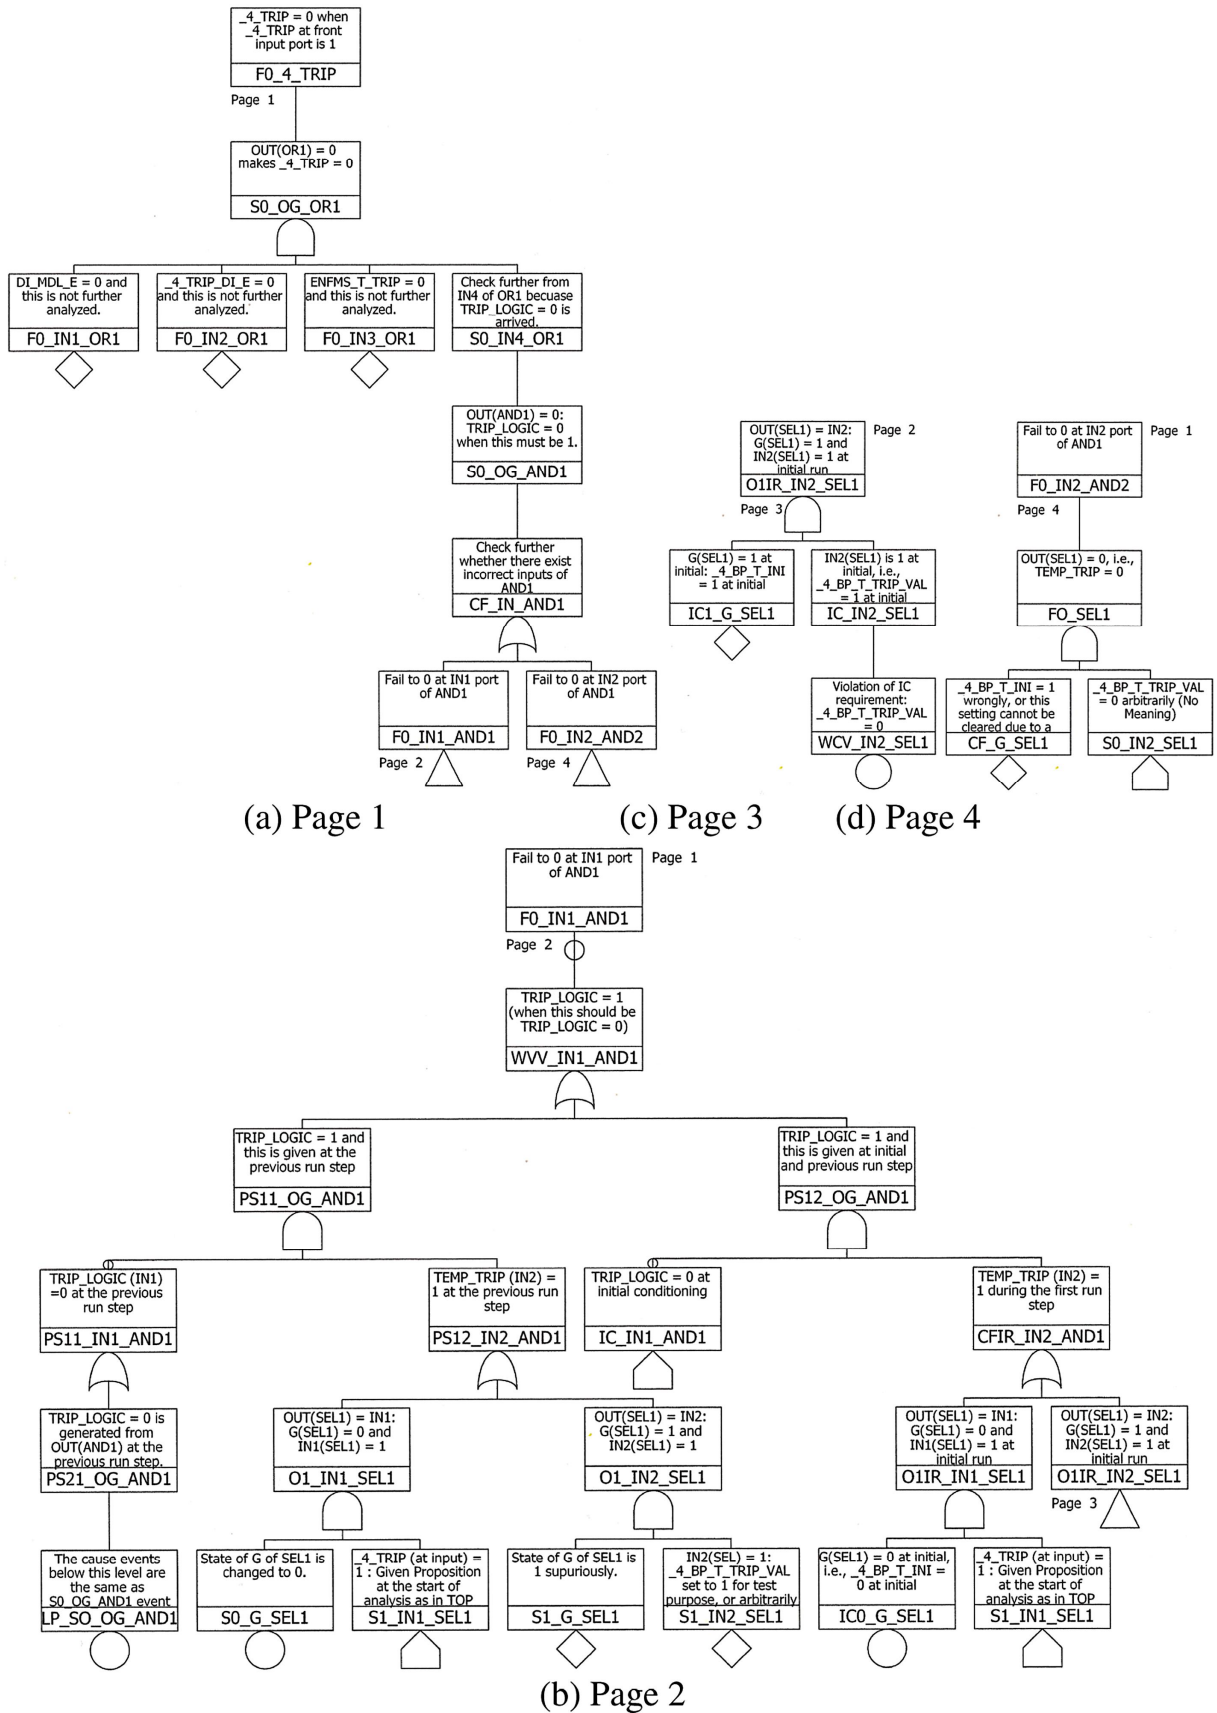 _4_TRIP = 0 when
_4_TRIP at front
input port is 1
F0_4_TRIP
Page 1
OUT(OR1) = 0
makes _4_TRIP = 0
S0_OG_OR1
DI_MDL_E = 0 and
this is not further
analyzed.
F0_IN1_OR1
_4_TRIP_DI_E = 0
and this is not further
analyzed.
F0_IN2_OR1
ENFMS_T_TRIP = 0
and this is not further
analyzed.
F0_IN3_OR1
Check further from
IN4 of OR1 becuase
TRIP_LOGIC = 0 is
arrived.
S0_IN4_OR1
OUT(AND1) = 0:
TRIP_LOGIC = 0
when this must be 1.
S0_OG_AND1
Check further
whether there exist
incorrect inputs of
AND1
CF_IN_AND1
Fail to 0 at IN1 port
of AND1
F0_IN1_AND1
Page 2
Fail to 0 at IN2 port
of AND1
F0_IN2_AND2
Page 4
(a) Page 1
OUT(SEL1) = IN2:
G(SEL1) = 1 and
IN2(SEL1) = 1 at
initial run
O1IR_IN2_SEL1
Page 2
Page 3
G(SEL1) = 1 at
initial: _4_BP_T_INI
= 1 at initial
IC1_G_SEL1
IN2(SEL1) is 1 at
initial, i.e.,
_4_BP_T_TRIP_VAL
= 1 at initial
IC_IN2_SEL1
Violation of IC
requirement:
_4_BP_T_TRIP_VAL
= 0
WCV_IN2_SEL1
(c) Page 3
Fail to 0 at IN2 port
of AND1
F0_IN2_AND2
Page 1
Page 4
OUT(SEL1) = 0, i.e.,
TEMP_TRIP = 0
FO_SEL1
_4_BP_T_INI = 1
wrongly, or this
setting cannot be
cleared due to a
CF_G_SEL1
_4_BP_T_TRIP_VAL
= 0 arbitrarily (No
Meaning)
S0_IN2_SEL1
(d) Page 4
Fail to 0 at IN1 port
of AND1
F0_IN1_AND1
Page 1
Page 2
TRIP_LOGIC = 1
(when this should be
TRIP_LOGIC = 0)
WVV_IN1_AND1
TRIP_LOGIC = 1 and
this is given at the
previous run step
PS11_OG_AND1
TRIP_LOGIC = 1 and
this is given at initial
and previous run step
PS12_OG_AND1
TRIP_LOGIC (IN1)
=0 at the previous
run step
PS11_IN1_AND1
TEMP_TRIP (IN2) =
1 at the previous run
step
PS12_IN2_AND1
TRIP_LOGIC = 0 at
initial conditioning
IC_IN1_AND1
TEMP_TRIP (IN2) =
1 during the first run
step
CFIR_IN2_AND1
TRIP_LOGIC = 0 is
generated from
OUT(AND1) at the
previous run step.
PS21_OG_AND1
OUT(SEL1) = IN1:
G(SEL1) = 0 and
IN1(SEL1) = 1
O1_IN1_SEL1
OUT(SEL1) = IN2:
G(SEL1) = 1 and
IN2(SEL1) = 1
O1_IN2_SEL1
OUT(SEL1) = IN1:
G(SEL1) = 0 and
IN1(SEL1) = 1 at
initial run
O1IR_IN1_SEL1
OUT(SEL1) = IN2:
G(SEL1) = 1 and
IN2(SEL1) = 1 at
initial run
O1IR_IN2_SEL1
Page 3
The cause events
below this level are
the same as
S0_OG_AND1 event
LP_SO_OG_AND1
State of G of SEL1 is
changed to 0.
S0_G_SEL1
_4_TRIP (at input) =
1 : Given Proposition
at the start of
analysis as in TOP
S1_IN1_SEL1
State of G of SEL1 is
1 supuriously.
S1_G_SEL1
IN2(SEL) = 1:
_4_BP_T_TRIP_VAL
set to 1 for test
purpose, or arbitrarily
S1_IN2_SEL1
G(SEL1) = 0 at initial,
i.e., _4_BP_T_INI =
0 at initial
IC0_G_SEL1
_4_TRIP (at input) =
1 : Given Proposition
at the start of
analysis as in TOP
S1_IN1_SEL1
(b) Page 2